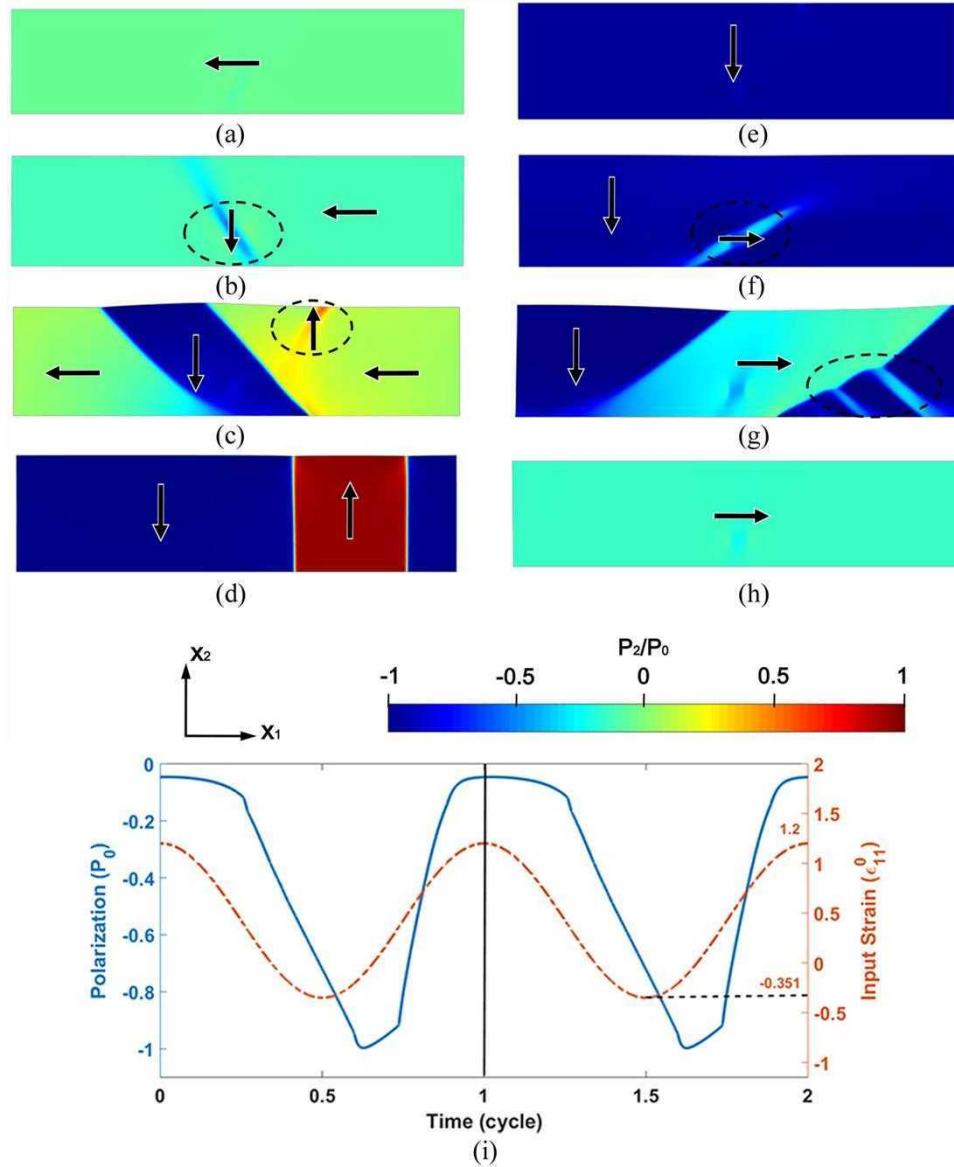 (a)
(e)
(b)
(f)
(c)
(g)
(d)
(h)
P2/P0
X2
-1 -0.5 0 0.5 1
X1
0 2
-0.2 1.5
1.2
-0.4 1
-0.6 0.5
-0.8 0
-0.351
-0.5
-1 -1
Polarization (P0)
Input Strain (ϵ⁰11)
0 0.5 1 1.5 2
Time (cycle)
(i)